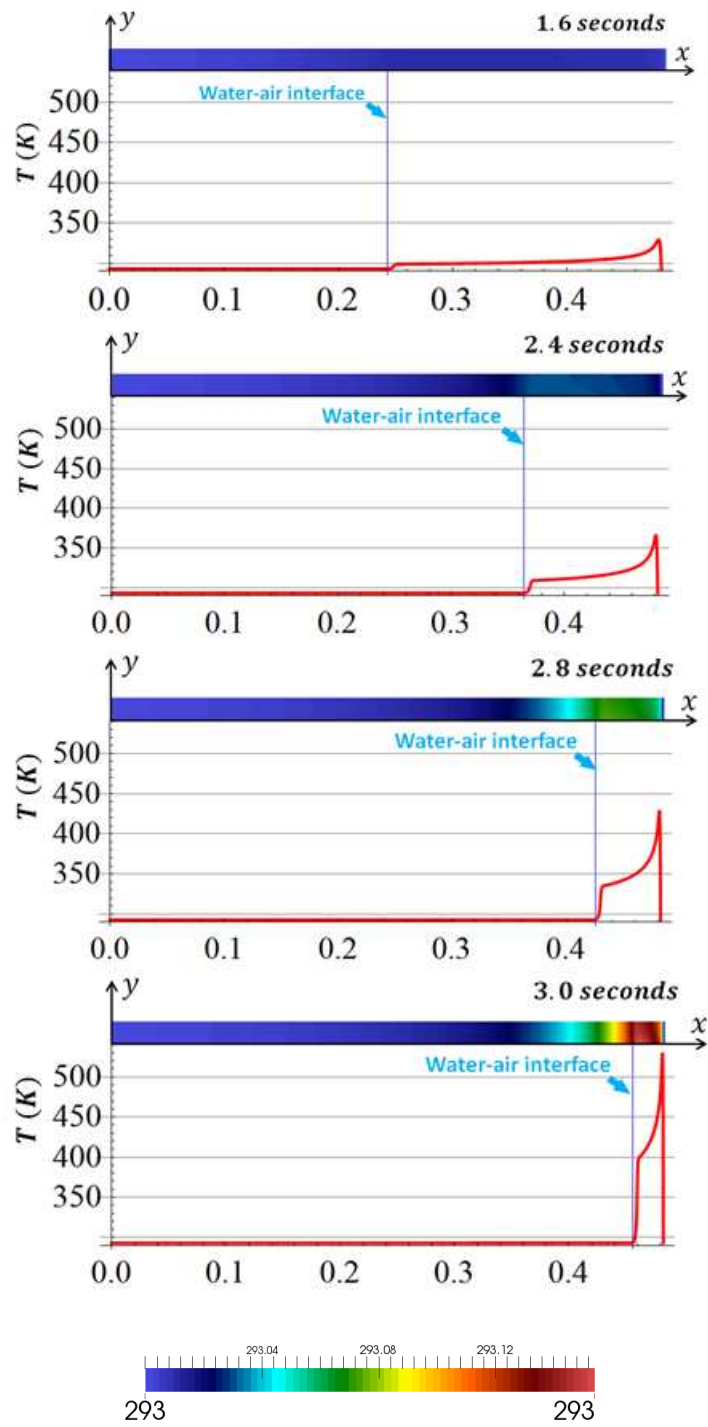 y
1.6 seconds
x
Water-air interface
T (K)
500
450
400
350
0.0 0.1 0.2 0.3 0.4
y
2.4 seconds
x
Water-air interface
T (K)
500
450
400
350
0.0 0.1 0.2 0.3 0.4
y
2.8 seconds
x
Water-air interface
T (K)
500
450
400
350
0.0 0.1 0.2 0.3 0.4
y
3.0 seconds
x
Water-air interface
T (K)
500
450
400
350
0.0 0.1 0.2 0.3 0.4
293.04 293.08 293.12
293 293